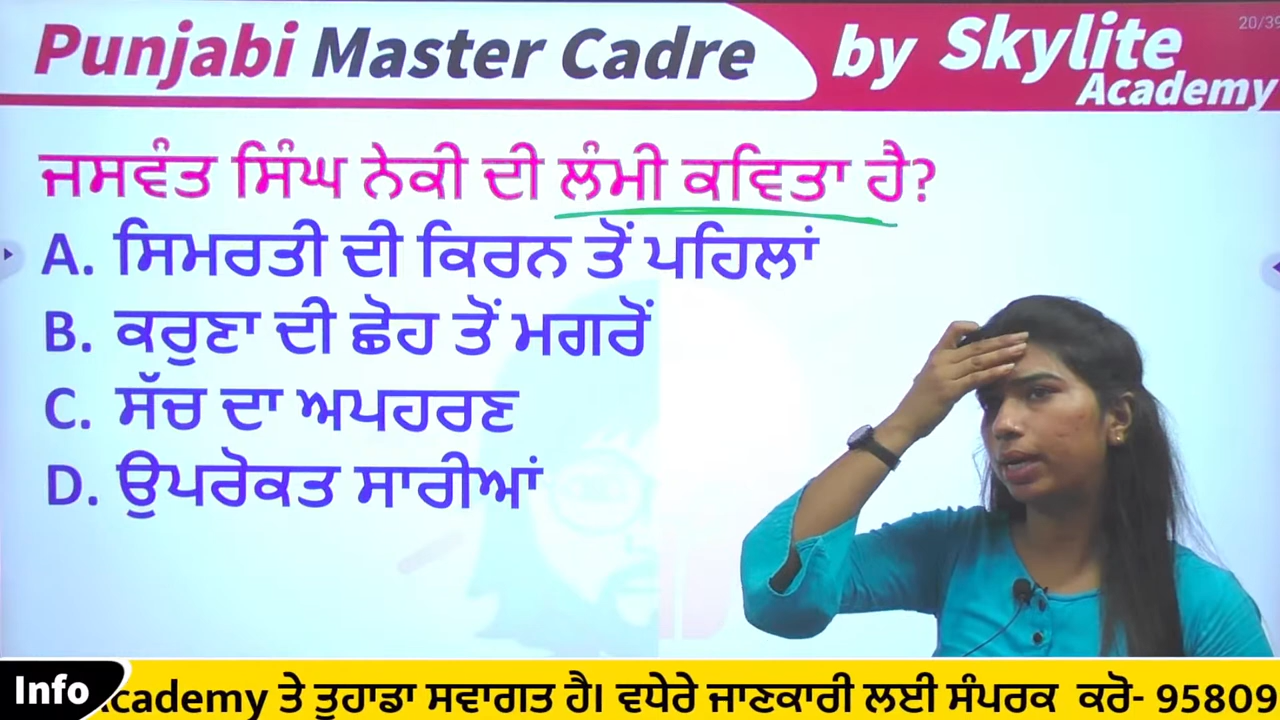 Punjabi Master Cadre by Skylite Academy
20/39
ਜਸਵੰਤ ਸਿੰਘ ਨੇਕੀ ਦੀ ਲੰਮੀ ਕਵਿਤਾ ਹੈ?
A. ਸਿਮਰਤੀ ਦੀ ਕਿਰਨ ਤੋਂ ਪਹਿਲਾਂ
B. ਕਰੁਣਾ ਦੀ ਛੋਹ ਤੋਂ ਮਗਰੋਂ
C. ਸੱਚ ਦਾ ਅਪਹਰਣ
D. ਉਪਰੋਕਤ ਸਾਰੀਆਂ
Info cademy ਤੇ ਤੁਹਾਡਾ ਸਵਾਗਤ ਹੈ। ਵਧੇਰੇ ਜਾਣਕਾਰੀ ਲਈ ਸੰਪਰਕ ਕਰੋ- 95809